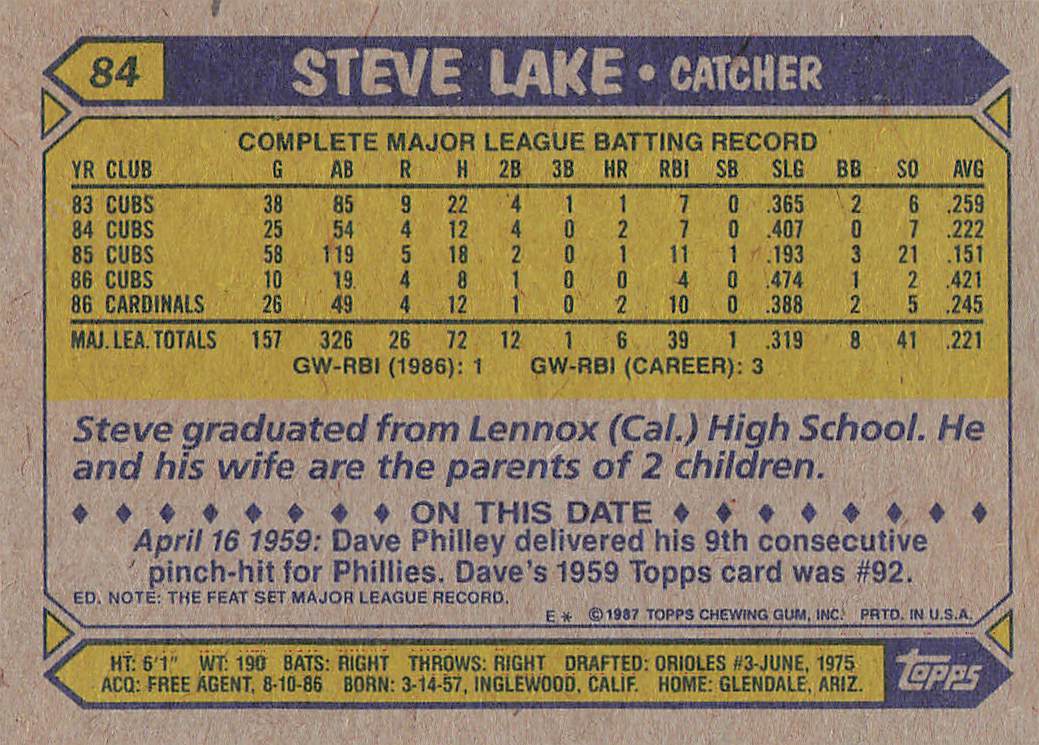 84 STEVE LAKE • CATCHER
COMPLETE MAJOR LEAGUE BATTING RECORD
YR CLUB G AB R H 2B 3B HR RBI SB SLG BB SO AVG
83 CUBS 38 85 9 22 4 1 1 7 0 .365 2 6 .259
84 CUBS 25 54 4 12 4 0 2 7 0 .407 0 7 .222
85 CUBS 58 119 5 18 2 0 1 11 1 .193 3 21 .151
86 CUBS 10 19 4 8 1 0 0 4 0 .474 1 2 .421
86 CARDINALS 26 49 4 12 1 0 2 10 0 .388 2 5 .245
MAJ. LEA. TOTALS 157 326 26 72 12 1 6 39 1 .319 8 41 .221
GW-RBI (1986): 1 GW-RBI (CAREER): 3
Steve graduated from Lennox (Cal.) High School. He
and his wife are the parents of 2 children.
ON THIS DATE
April 16 1959: Dave Philley delivered his 9th consecutive
pinch-hit for Phillies. Dave's 1959 Topps card was #92.
ED. NOTE: THE FEAT SET MAJOR LEAGUE RECORD.
E * ©1987 TOPPS CHEWING GUM, INC. PRTD. IN U.S.A.
HT: 6'1" WT: 190 BATS: RIGHT THROWS: RIGHT DRAFTED: ORIOLES #3-JUNE, 1975
ACQ: FREE AGENT, 8-10-86 BORN: 3-14-57, INGLEWOOD, CALIF. HOME: GLENDALE, ARIZ.
TOPPS